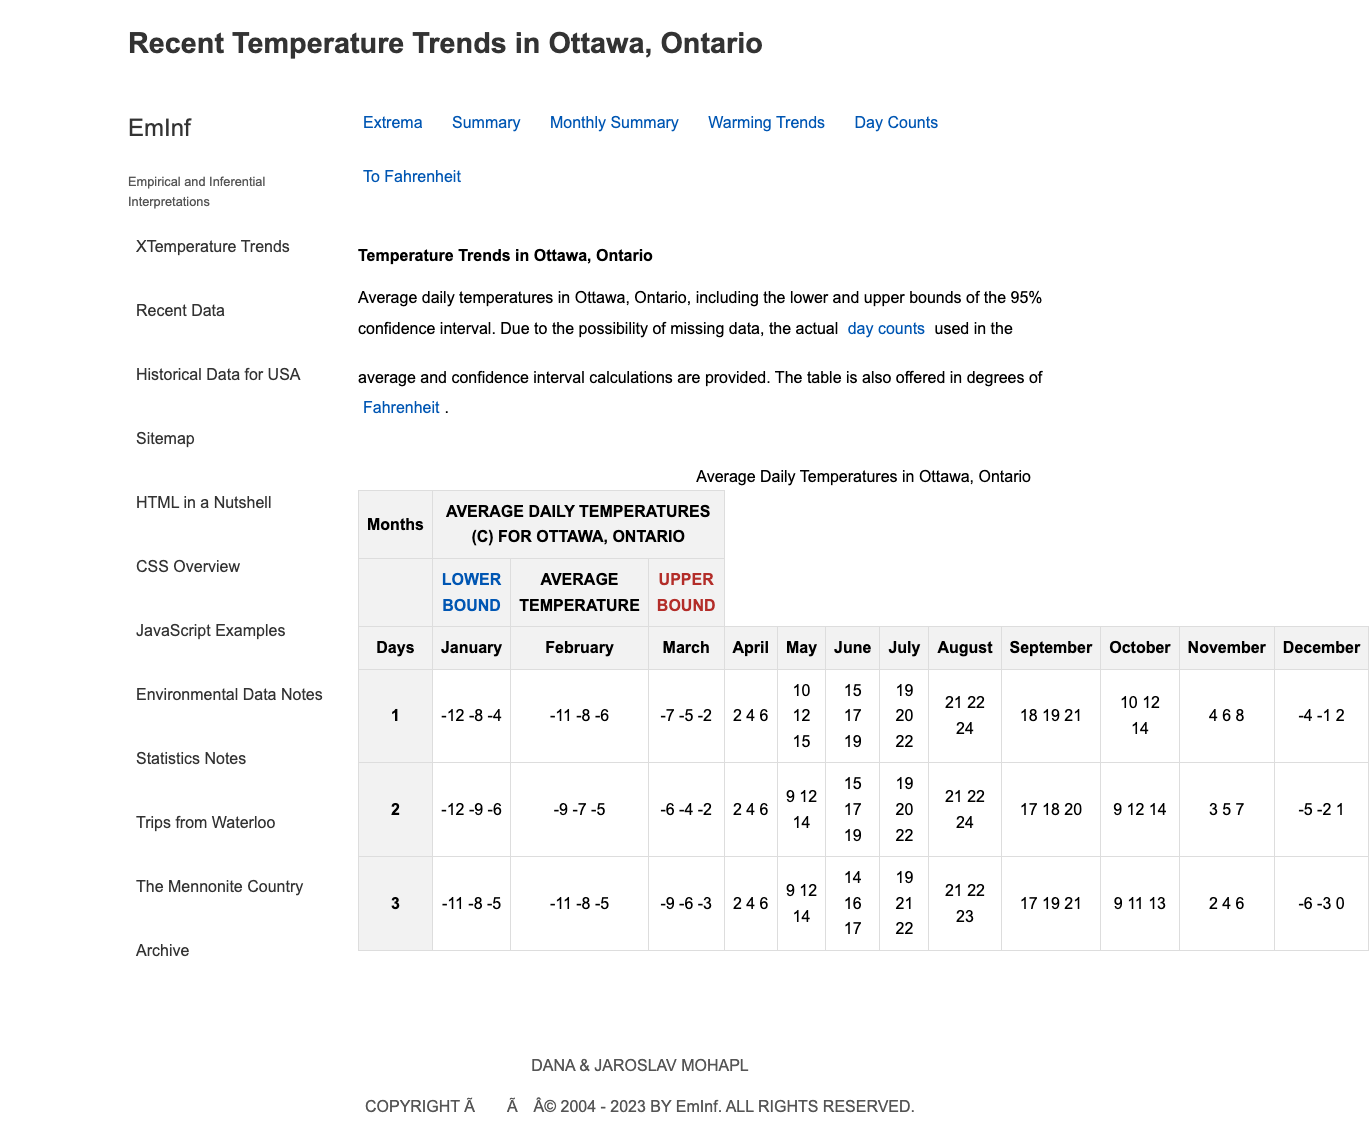 Recent Temperature Trends in Ottawa, Ontario
EmInf
Empirical and Inferential
Interpretations
XTemperature Trends
Recent Data
Historical Data for USA
Sitemap
HTML in a Nutshell
CSS Overview
JavaScript Examples
Environmental Data Notes
Statistics Notes
Trips from Waterloo
The Mennonite Country
Archive
Extrema Summary Monthly Summary Warming Trends Day Counts
To Fahrenheit
Temperature Trends in Ottawa, Ontario
Average daily temperatures in Ottawa, Ontario, including the lower and upper bounds of the 95%
confidence interval. Due to the possibility of missing data, the actual day counts used in the
average and confidence interval calculations are provided. The table is also offered in degrees of
Fahrenheit .
Average Daily Temperatures in Ottawa, Ontario
Months AVERAGE DAILY TEMPERATURES
(C) FOR OTTAWA, ONTARIO
LOWER AVERAGE UPPER
BOUND TEMPERATURE BOUND
Days January February March April May June July August September October November December
1 -12 -8 -4 -11 -8 -6 -7 -5 -2 2 4 6 10 12 15 15 17 19 19 20 22 21 22 24 18 19 21 10 12 14 4 6 8 -4 -1 2
2 -12 -9 -6 -9 -7 -5 -6 -4 -2 2 4 6 9 12 14 15 17 19 19 20 22 21 22 24 17 18 20 9 12 14 3 5 7 -5 -2 1
3 -11 -8 -5 -11 -8 -5 -9 -6 -3 2 4 6 9 12 14 14 16 17 19 21 22 21 22 23 17 19 21 9 11 13 2 4 6 -6 -3 0
DANA & JAROSLAV MOHAPL
COPYRIGHT Ã Ã Â© 2004 - 2023 BY EmInf. ALL RIGHTS RESERVED.